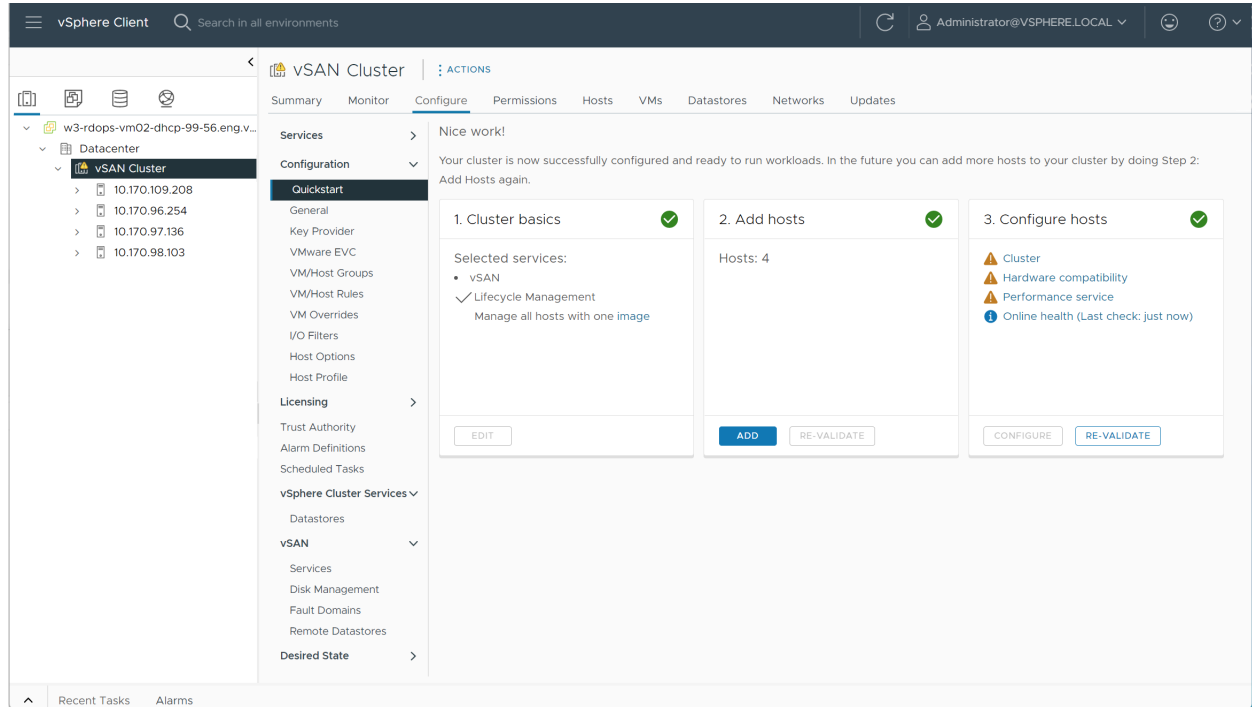 vSphere Client
Search in all environments
Administrator@VSPHERE.LOCAL
vSAN Cluster
ACTIONS
Summary Monitor Configure Permissions Hosts VMs Datastores Networks Updates
w3-rdops-vm02-dhcp-99-56.eng.v...
Datacenter
vSAN Cluster
10.170.109.208
10.170.96.254
10.170.97.136
10.170.98.103
Services
Configuration
Quickstart
General
Key Provider
VMware EVC
VM/Host Groups
VM/Host Rules
VM Overrides
I/O Filters
Host Options
Host Profile
Licensing
Trust Authority
Alarm Definitions
Scheduled Tasks
vSphere Cluster Services
Datastores
vSAN
Services
Disk Management
Fault Domains
Remote Datastores
Desired State
Nice work!
Your cluster is now successfully configured and ready to run workloads. In the future you can add more hosts to your cluster by doing Step 2:
Add Hosts again.
1. Cluster basics
Selected services:
• vSAN
Lifecycle Management
Manage all hosts with one image
EDIT
2. Add hosts
Hosts: 4
ADD RE-VALIDATE
3. Configure hosts
Cluster
Hardware compatibility
Performance service
Online health (Last check: just now)
CONFIGURE RE-VALIDATE
Recent Tasks Alarms